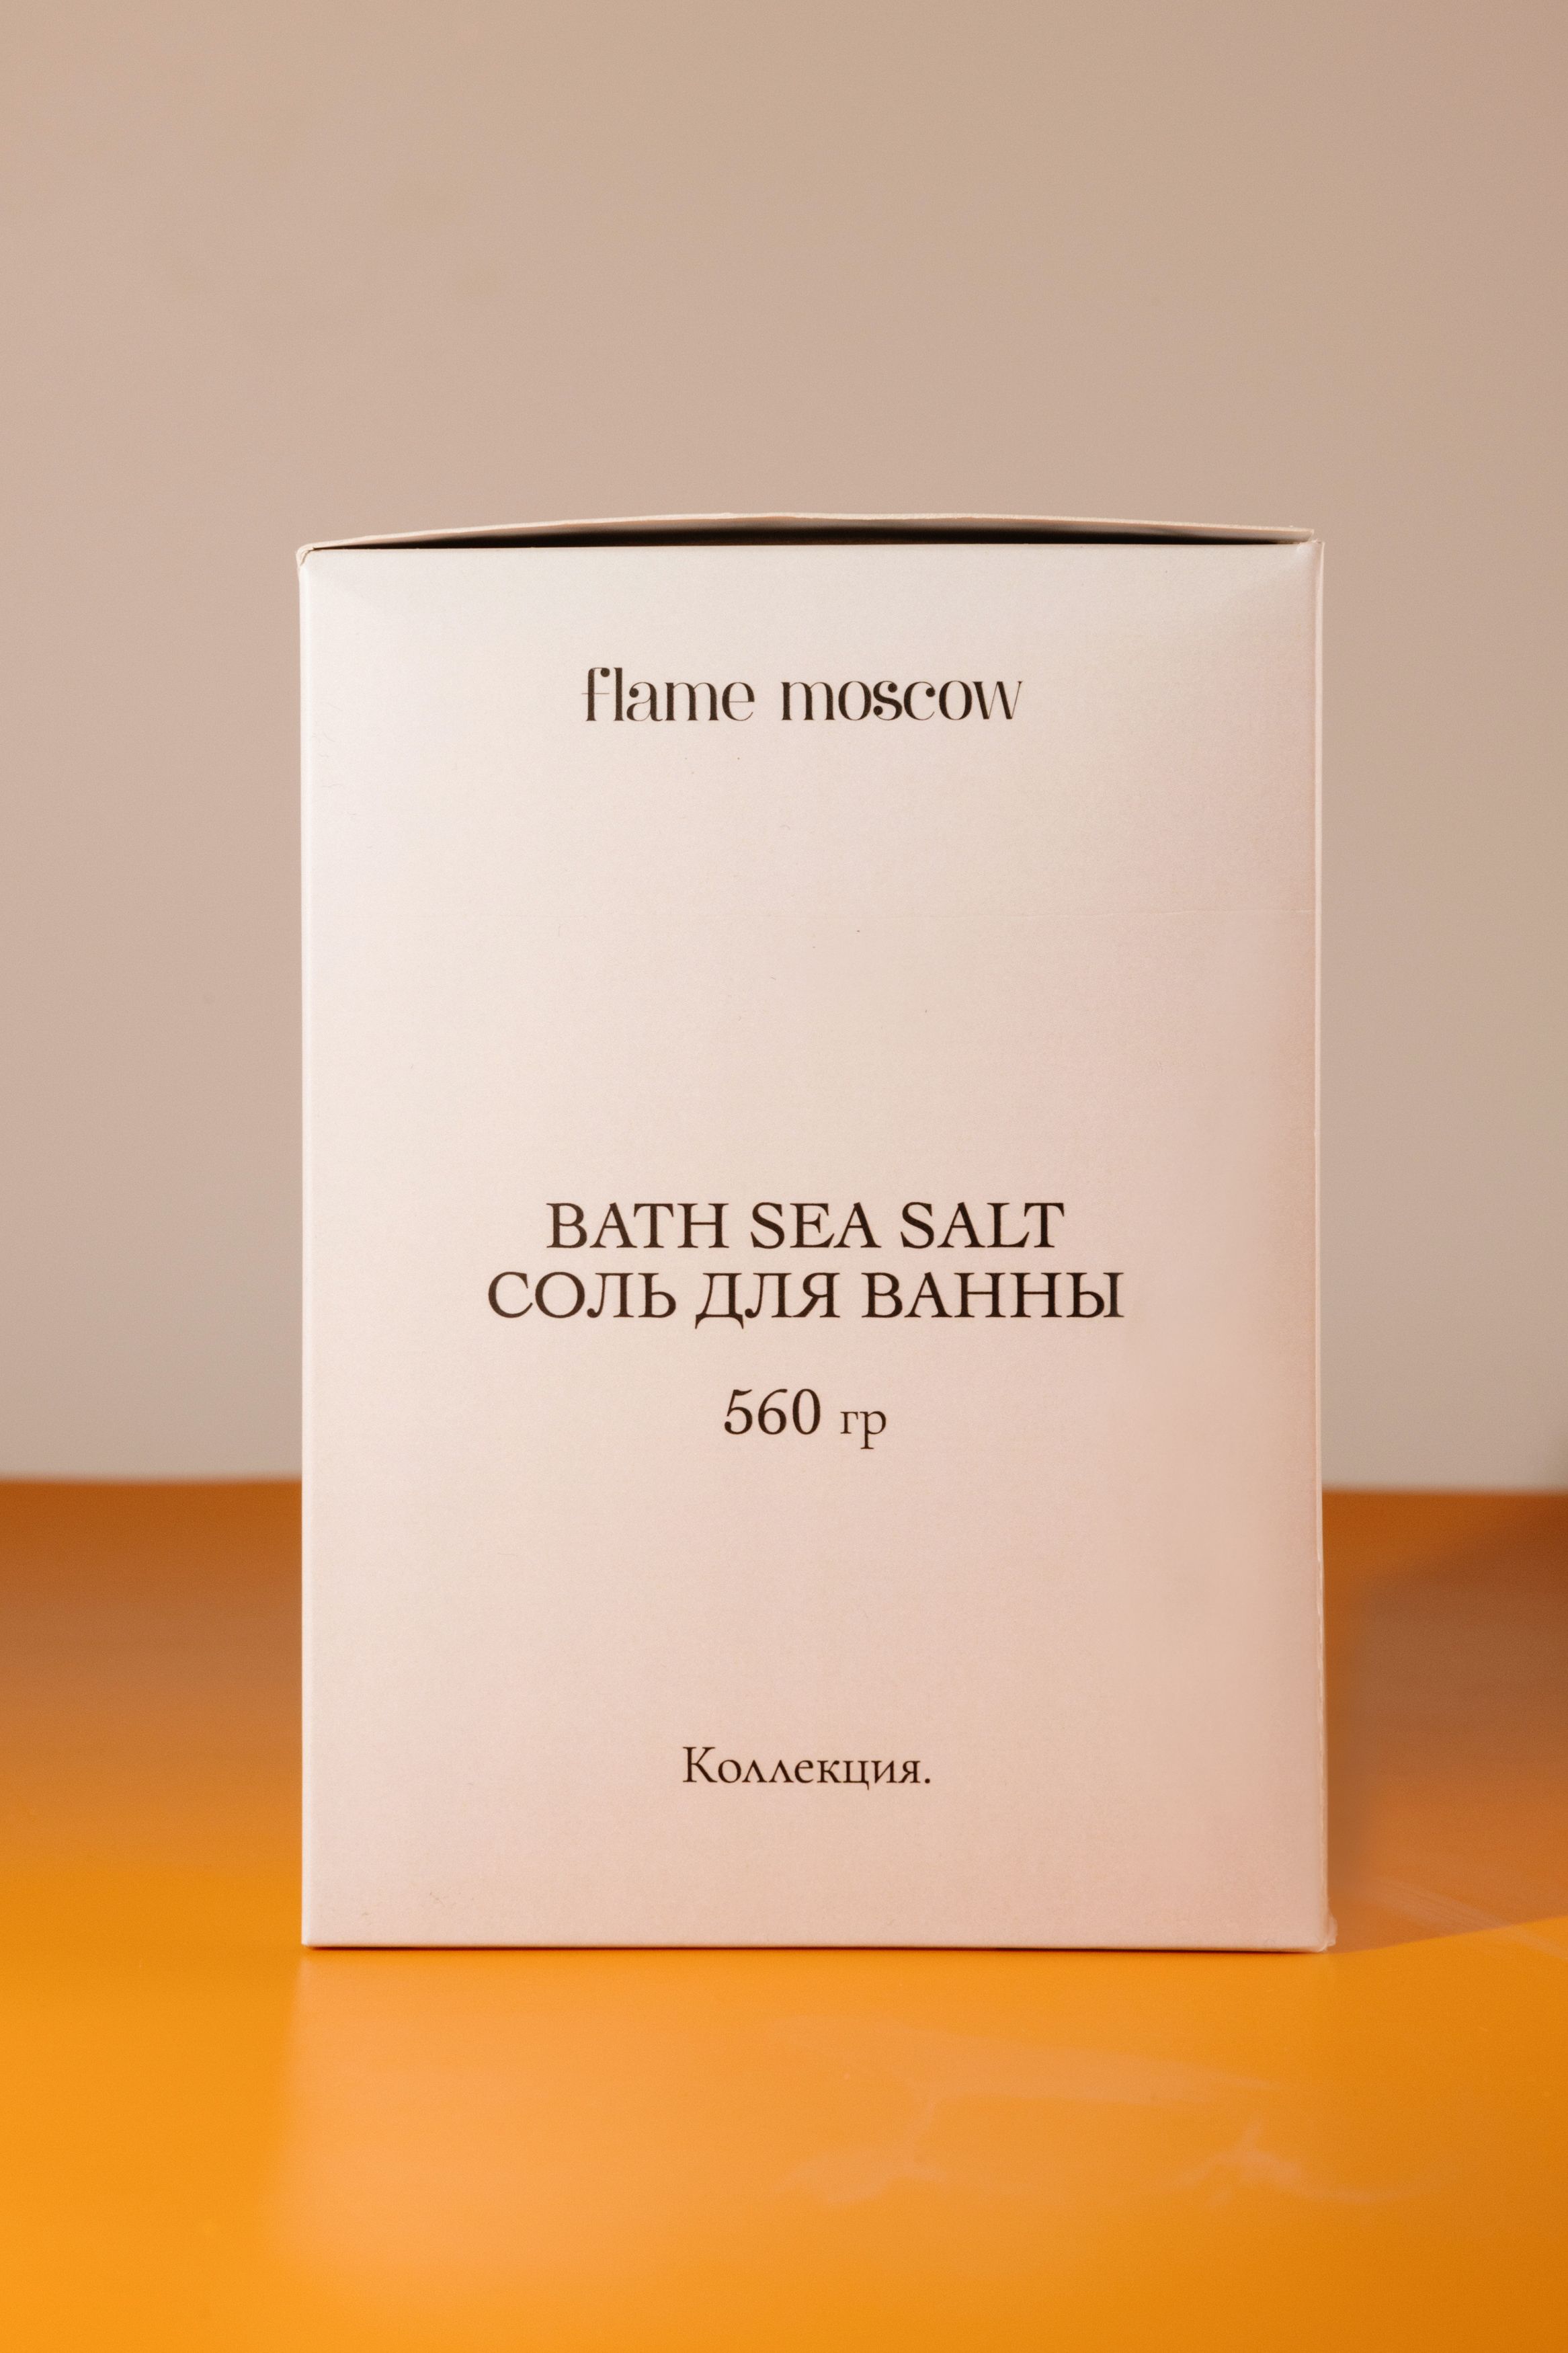 flame moscow
BATH SEA SALT
СОЛЬ ДЛЯ ВАННЫ
560 гр
Коллекция.